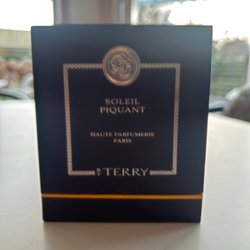 SOLEIL
PIQUANT
HAUTE PARFUMERIE
PARIS
BY TERRY